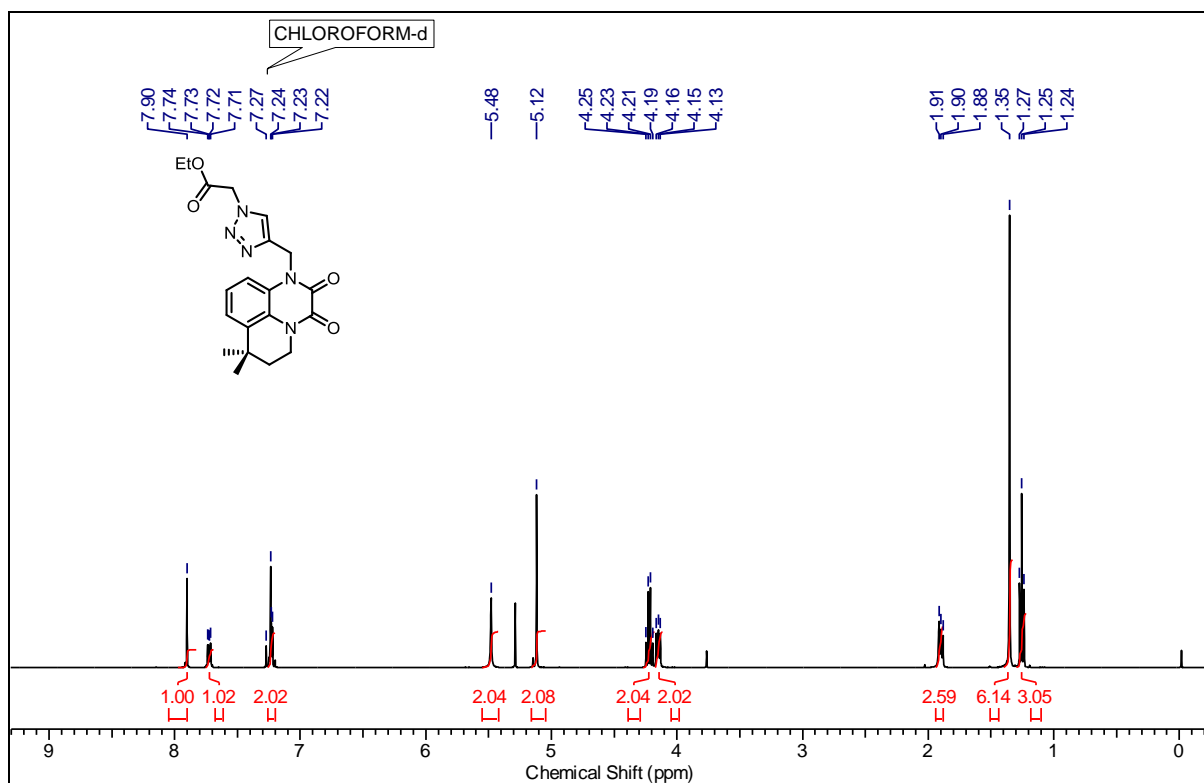 CHLOROFORM-d
7.90 7.74 7.73 7.72 7.71 7.27 7.24 7.23 7.22 5.48 5.12 4.25 4.23 4.21 4.19 4.16 4.15 4.13 1.91 1.90 1.88 1.35 1.27 1.25 1.24
EtO
O
N
N
N
N
O
O
N
1.00 1.02 2.02 2.04 2.08 2.04 2.02 2.59 6.14 3.05
9 8 7 6 5 4 3 2 1 0
Chemical Shift (ppm)